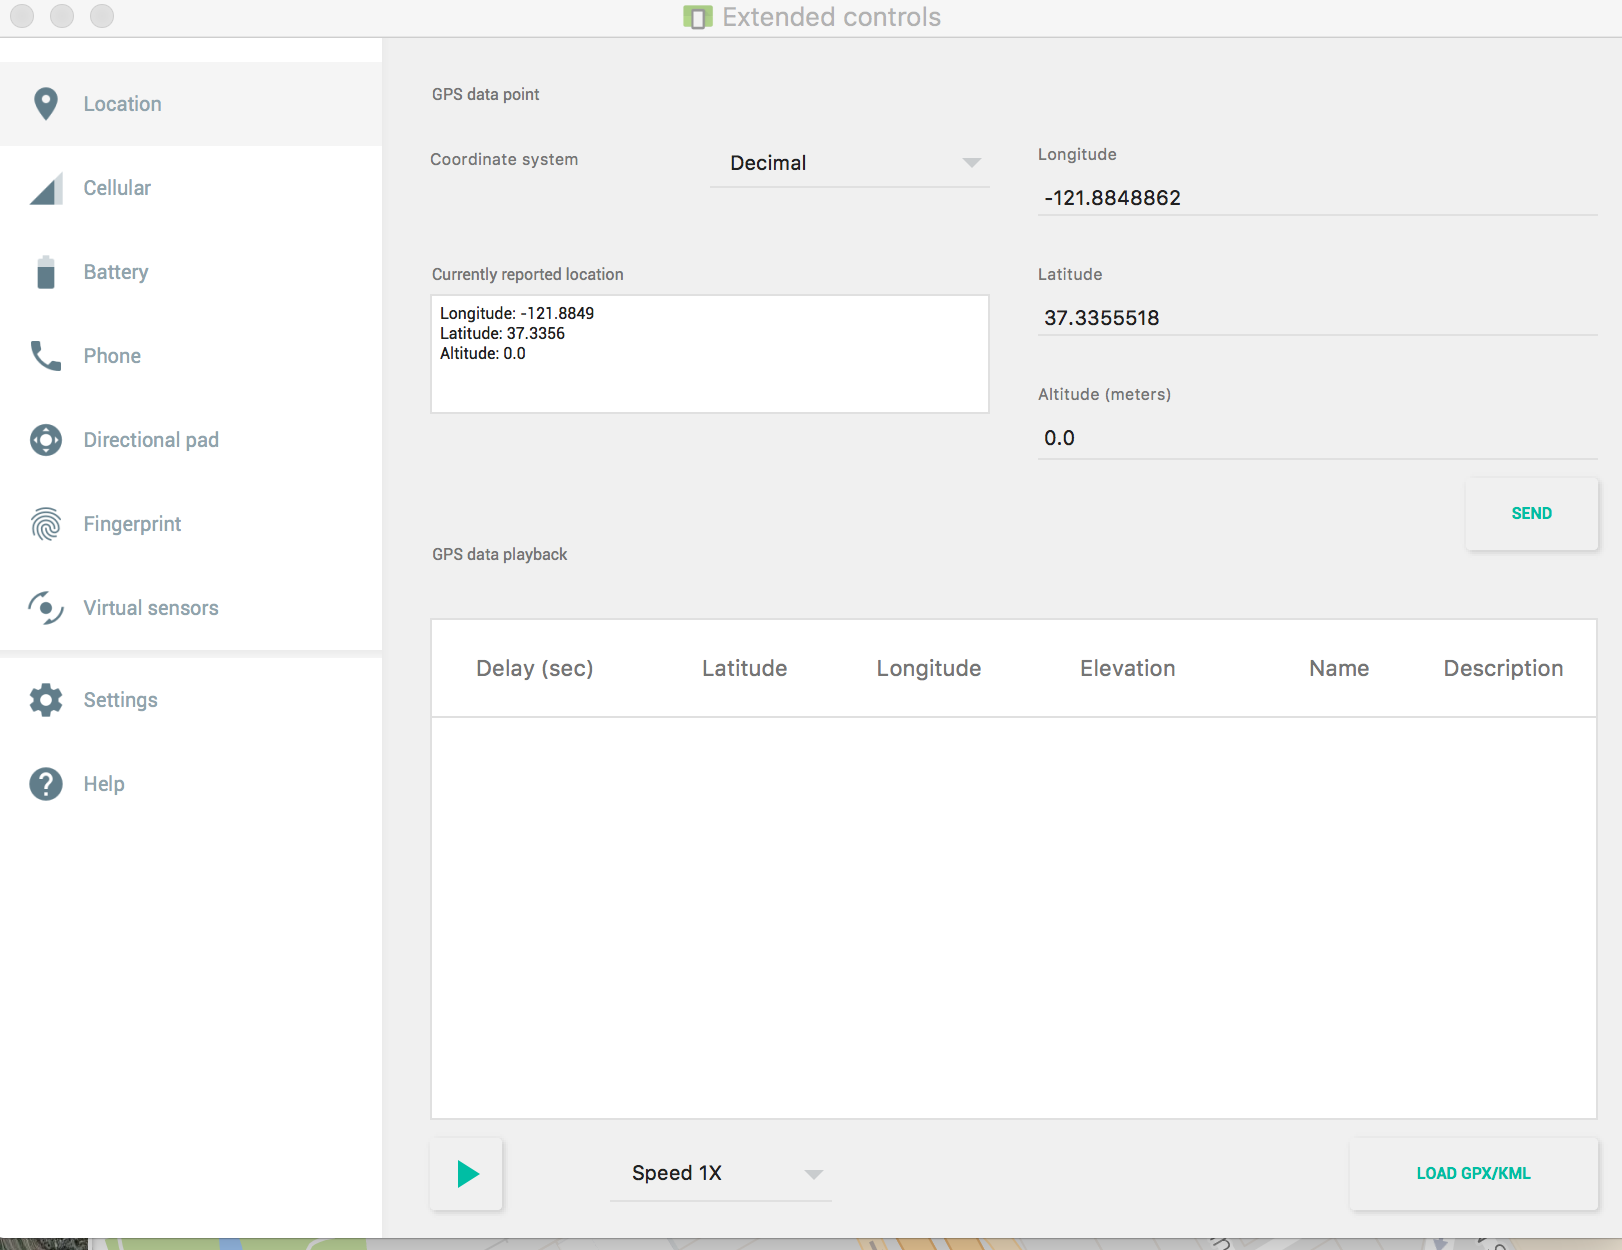 Extended controls
Location
Cellular
Battery
Phone
Directional pad
Fingerprint
Virtual sensors
Settings
Help
GPS data point
Coordinate system
Decimal
Longitude
-121.8848862
Currently reported location
Longitude: -121.8849
Latitude: 37.3356
Altitude: 0.0
Latitude
37.3355518
Altitude (meters)
0.0
SEND
GPS data playback
Delay (sec) Latitude Longitude Elevation Name Description
Speed 1X
LOAD GPX/KML